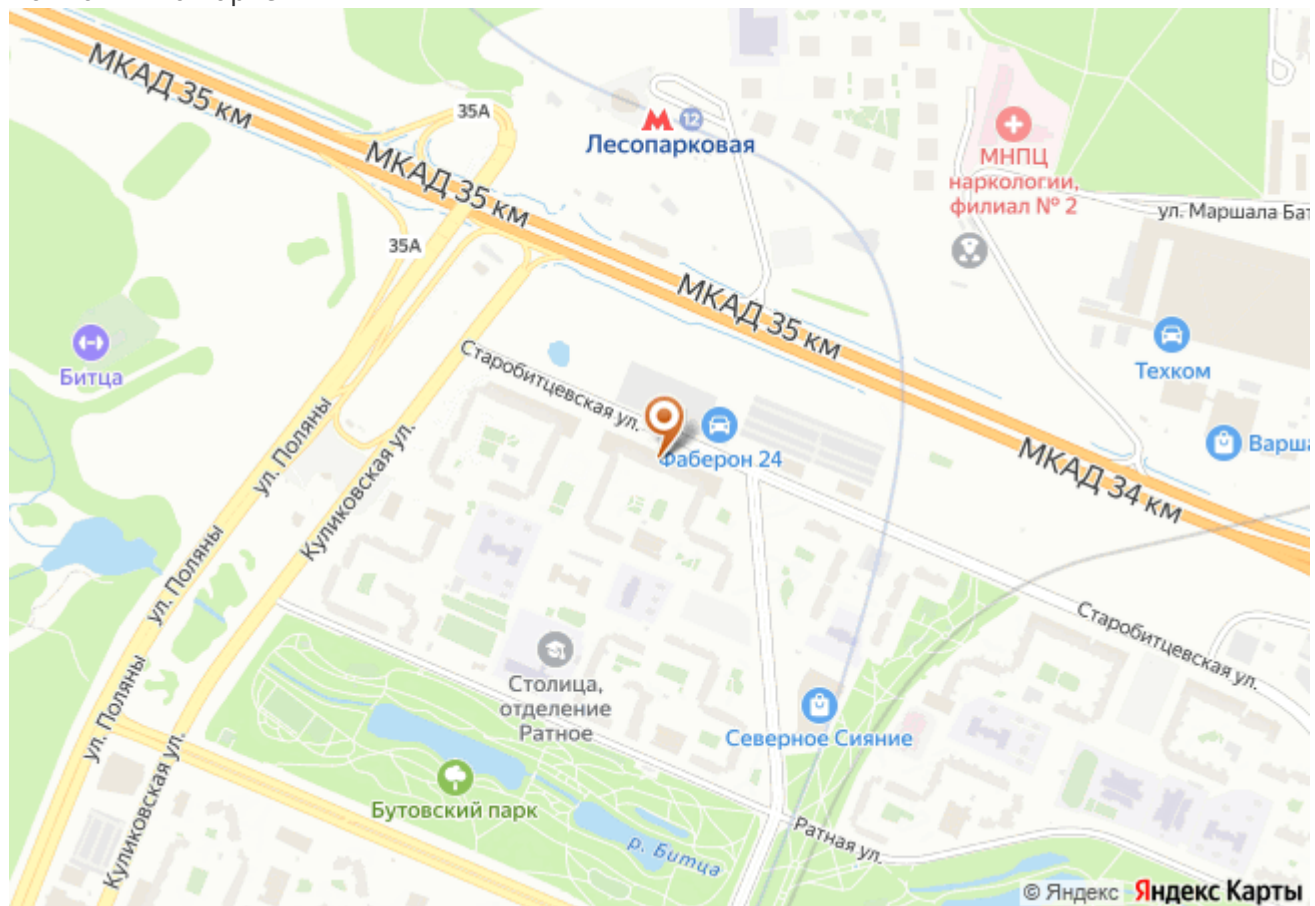 МКАД 35 км
35А
МКАД 35 км
12
Лесопарковая
МНПЦ
наркологии,
филиал № 2
ул. Маршала Бат
35А
МКАД 35 км
Битца
Техком
Старобитцевская ул.
Фаберон 24
Варша
МКАД 34 км
ул. Поляны
Куликовская ул.
ул. Поляны
Старобитцевская ул.
Столица,
отделение
Ратное
ул. Поляны
Северное Сияние
Бутовский парк
Куликовская ул.
р. Битца
Ратная ул.
© Яндекс Яндекс Карты